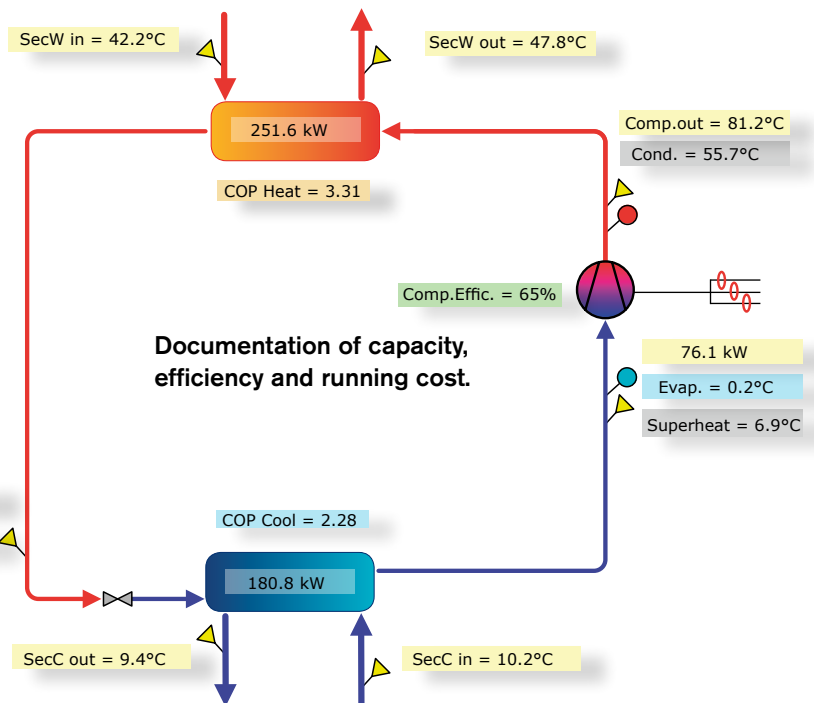 SecW in = 42.2°C
SecW out = 47.8°C
251.6 kW
Comp.out = 81.2°C
Cond. = 55.7°C
COP Heat = 3.31
Comp.Effic. = 65%
Documentation of capacity,
efficiency and running cost.
76.1 kW
Evap. = 0.2°C
Superheat = 6.9°C
COP Cool = 2.28
180.8 kW
SecC out = 9.4°C
SecC in = 10.2°C